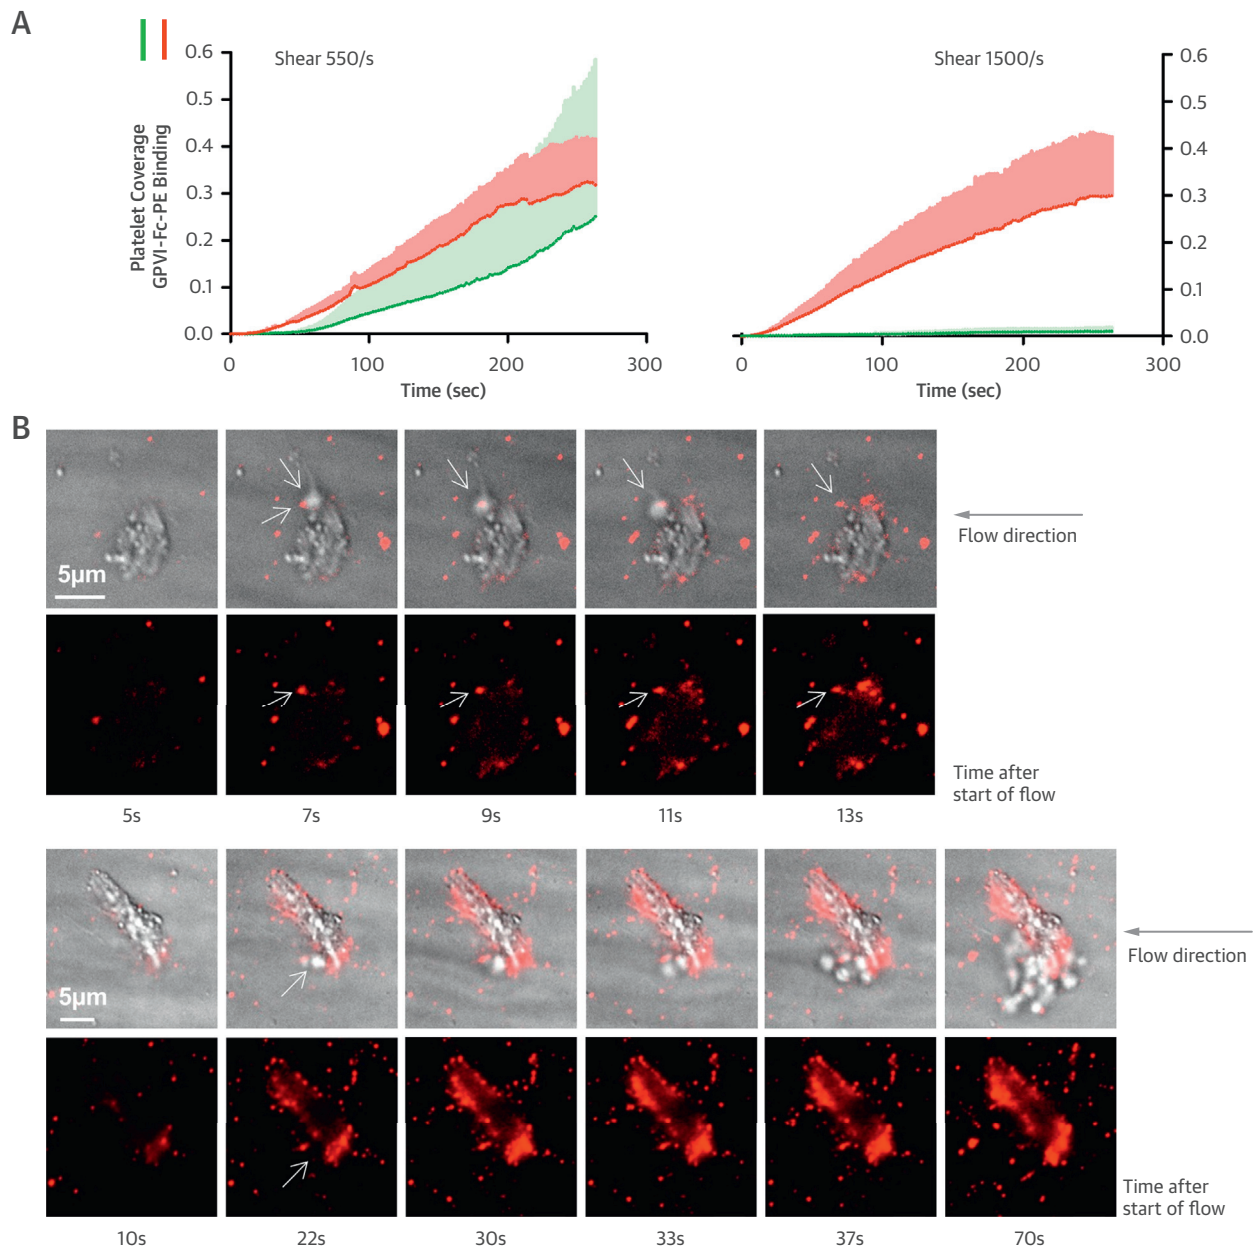 A
Shear 550/s
Shear 1500/s
Platelet Coverage
GPVI-Fc-PE Binding
0.6
0.5
0.4
0.3
0.2
0.1
0.0
0 100 200 300
Time (sec)
0.6
0.5
0.4
0.3
0.2
0.1
0.0
0 100 200 300
Time (sec)
B
5μm
Flow direction
Time after
start of flow
5s 7s 9s 11s 13s
5μm
Flow direction
Time after
start of flow
10s 22s 30s 33s 37s 70s